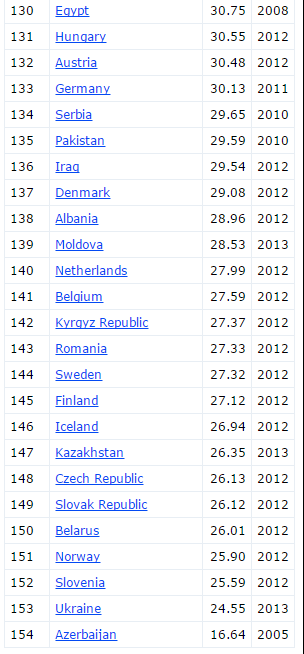 130 Egypt 30.75 2008
131 Hungary 30.55 2012
132 Austria 30.48 2012
133 Germany 30.13 2011
134 Serbia 29.65 2010
135 Pakistan 29.59 2010
136 Iraq 29.54 2012
137 Denmark 29.08 2012
138 Albania 28.96 2012
139 Moldova 28.53 2013
140 Netherlands 27.99 2012
141 Belgium 27.59 2012
142 Kyrgyz Republic 27.37 2012
143 Romania 27.33 2012
144 Sweden 27.32 2012
145 Finland 27.12 2012
146 Iceland 26.94 2012
147 Kazakhstan 26.35 2013
148 Czech Republic 26.13 2012
149 Slovak Republic 26.12 2012
150 Belarus 26.01 2012
151 Norway 25.90 2012
152 Slovenia 25.59 2012
153 Ukraine 24.55 2013
154 Azerbaijan 16.64 2005